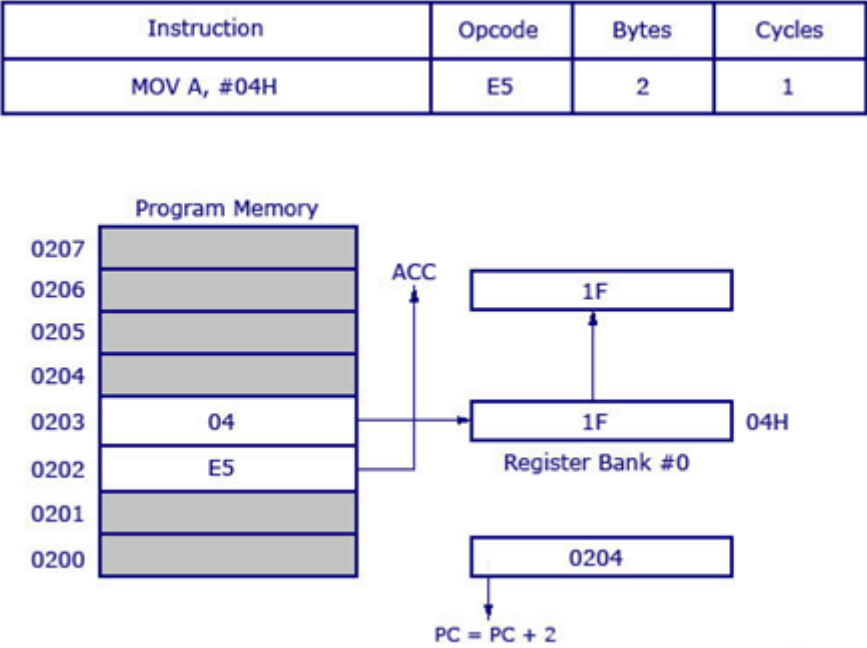 Instruction Opcode Bytes Cycles
MOV A, #04H E5 2 1
Program Memory
0207
0206 ACC 1F
0205
0204
0203 04 1F 04H
0202 E5 Register Bank #0
0201
0200 0204
PC = PC + 2